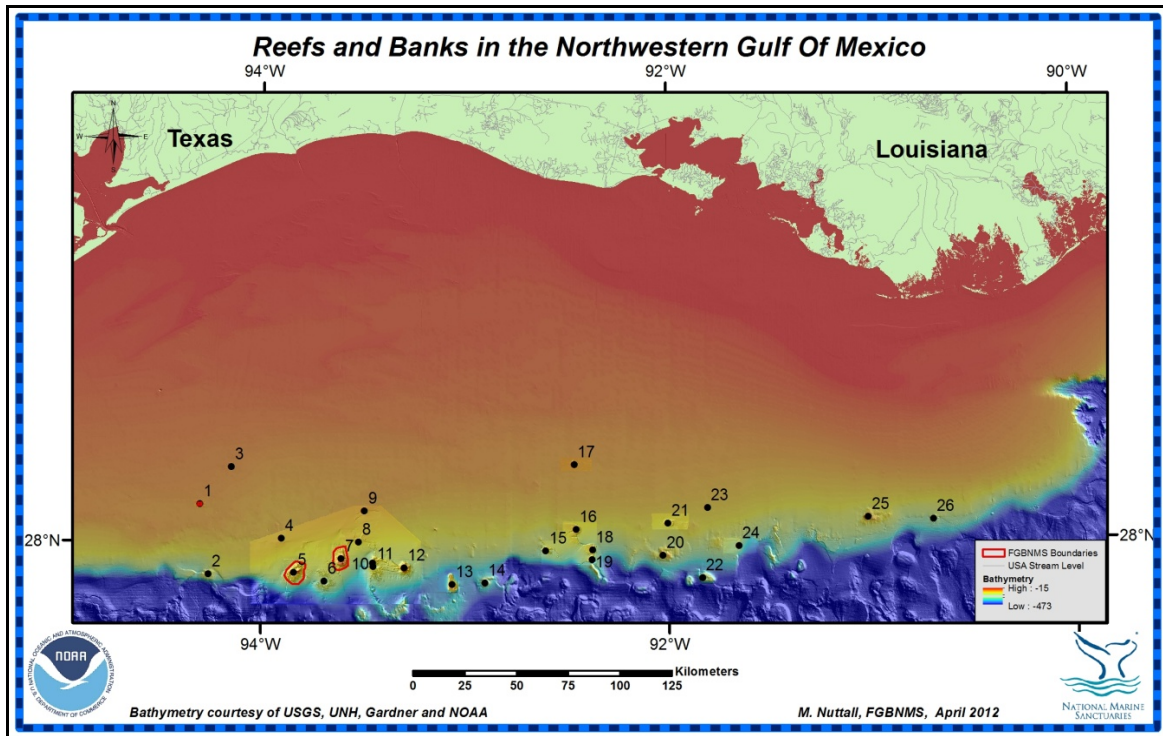 Reefs and Banks in the Northwestern Gulf Of Mexico
94°W 92°W 90°W
N
W E
S
Texas
Louisiana
3
17
1
9
23
21
25
26
4
8
16
24
28°N
28°N
7
15
18
20
2
5
6
10
11
12
19
22
13
14
FGBNMS Boundaries
USA Stream Level
Bathymetry
High : -15
Low : -473
94°W 92°W
Kilometers
0 25 50 75 100 125
NATIONAL OCEANIC AND ATMOSPHERIC ADMINISTRATION
NOAA
U.S. DEPARTMENT OF COMMERCE
NATIONAL MARINE
SANCTUARIES
Bathymetry courtesy of USGS, UNH, Gardner and NOAA
M. Nuttall, FGBNMS, April 2012